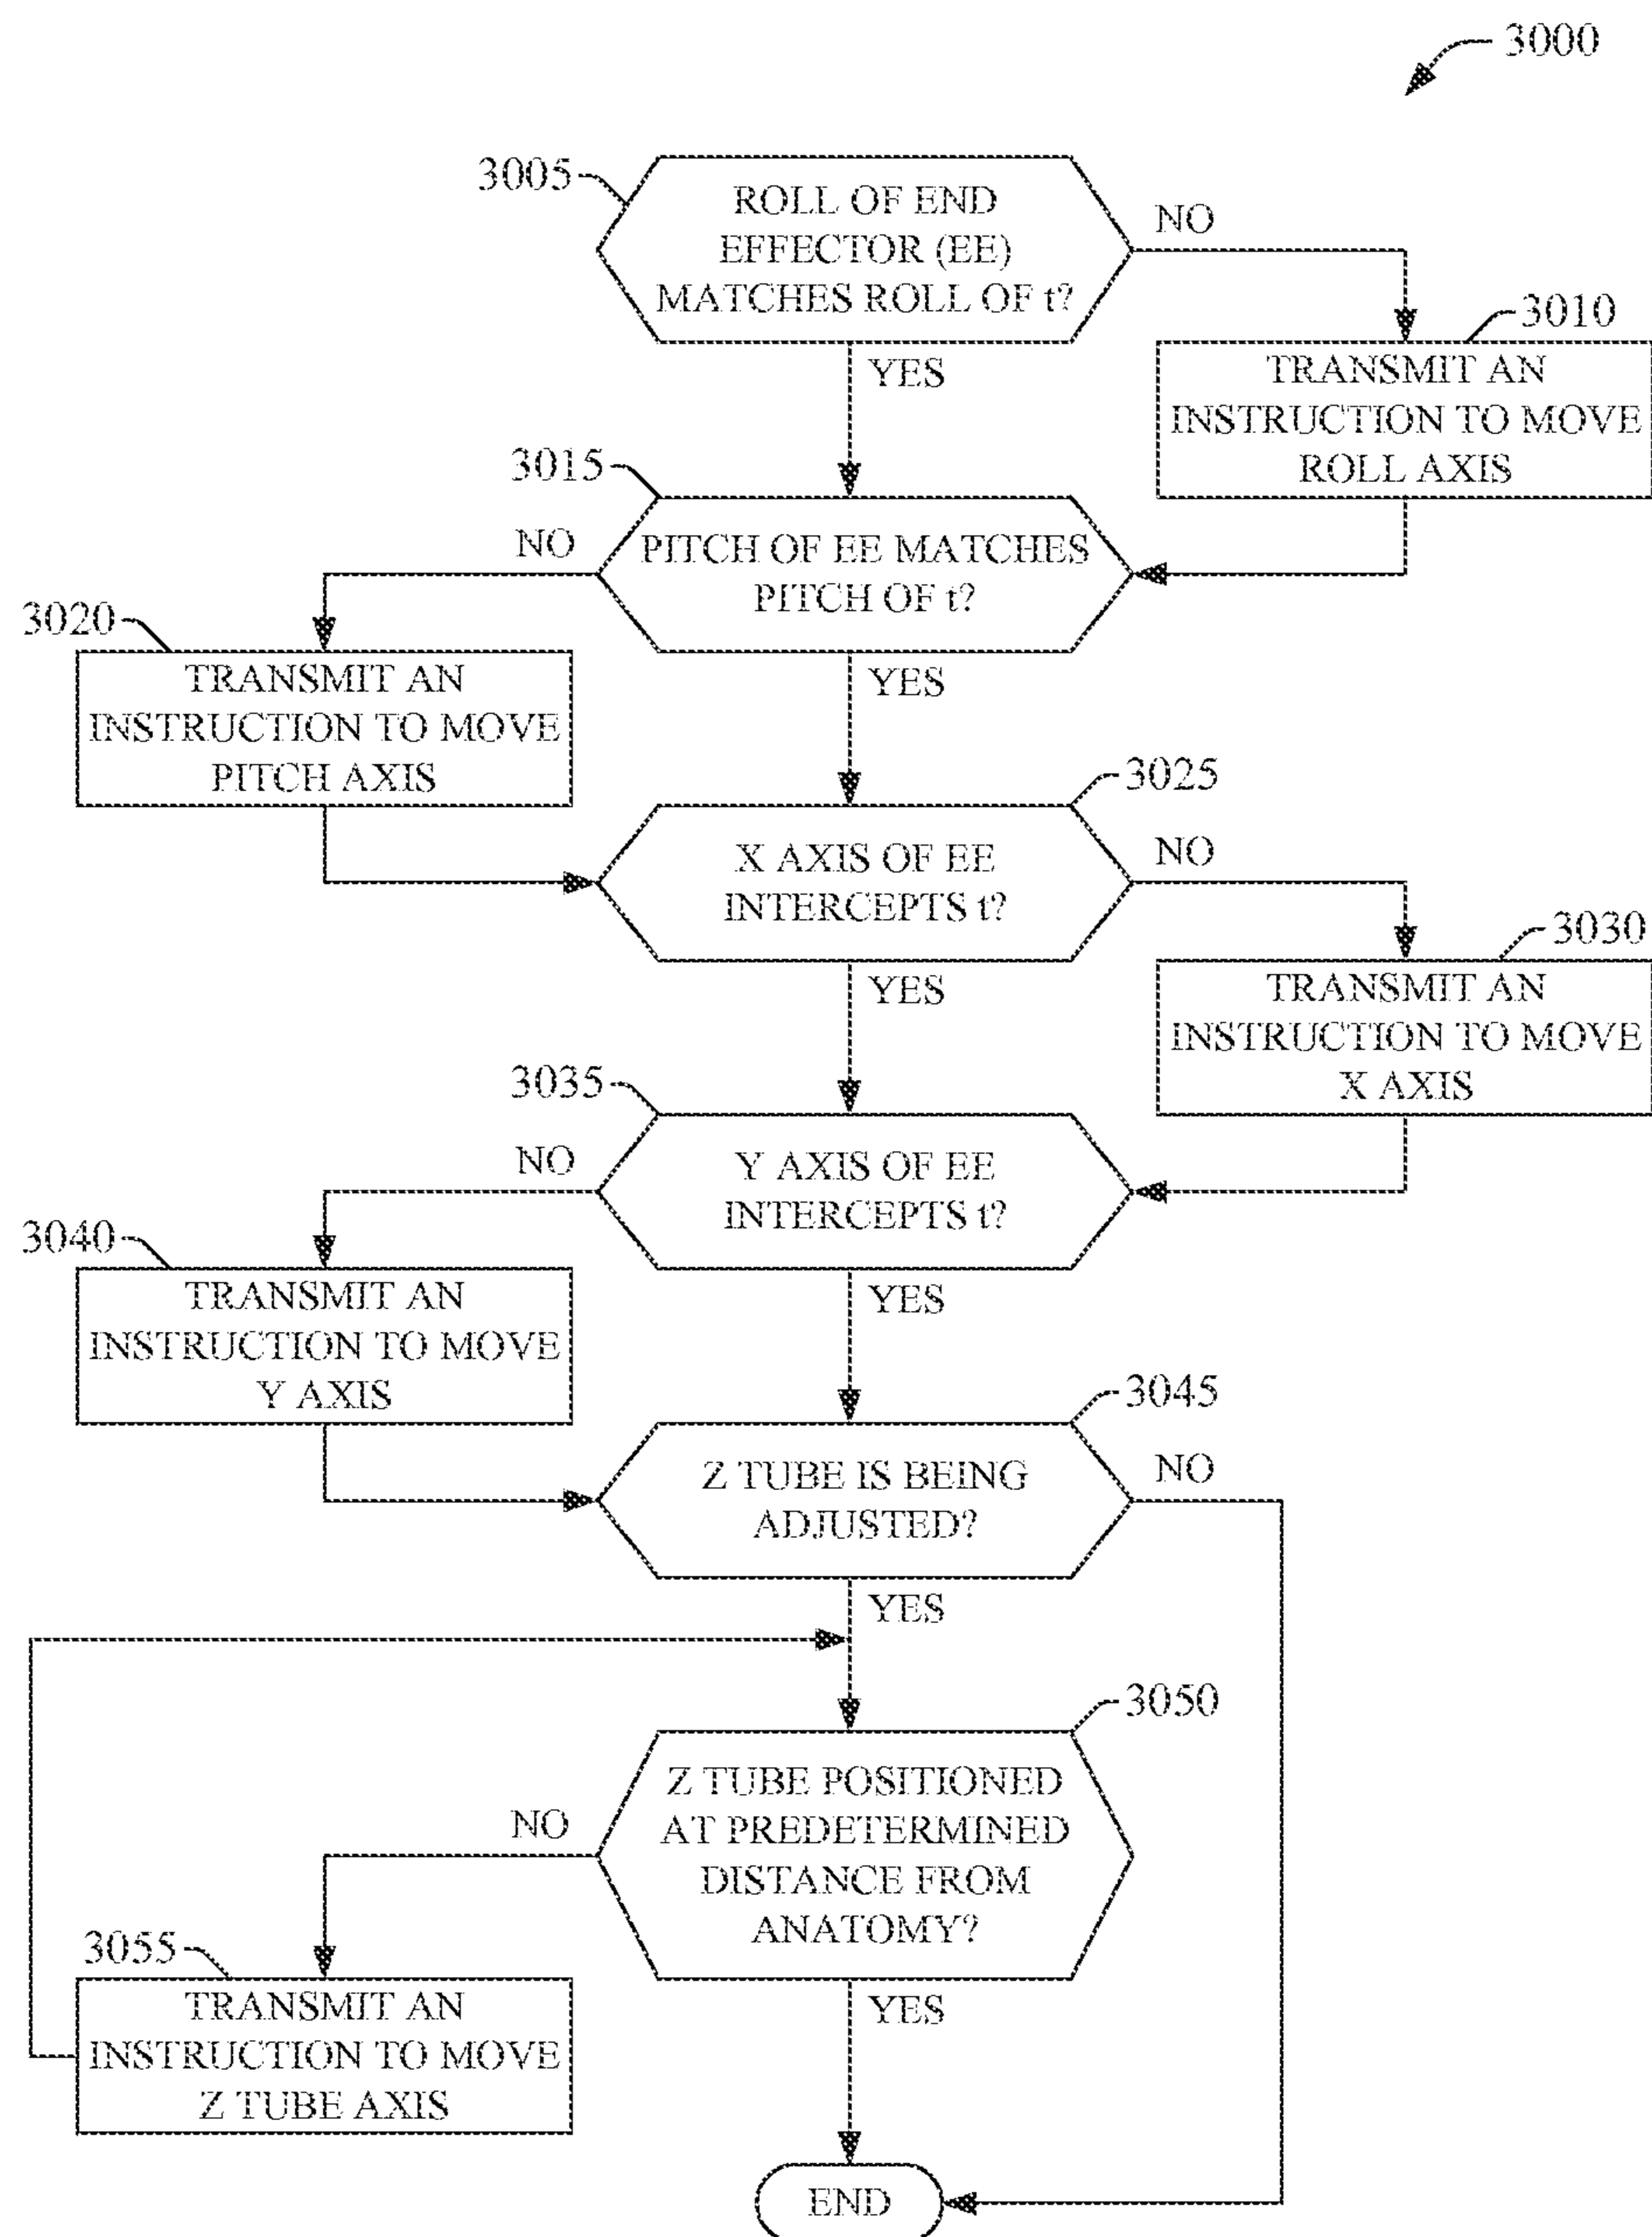 3000
3005
ROLL OF END
EFFECTOR (EE)
MATCHES ROLL OF t?
NO
YES
3010
TRANSMIT AN
INSTRUCTION TO MOVE
ROLL AXIS
3015
NO
PITCH OF EE MATCHES
PITCH OF t?
YES
3020
TRANSMIT AN
INSTRUCTION TO MOVE
PITCH AXIS
3025
X AXIS OF EE
INTERCEPTS t?
NO
YES
3030
TRANSMIT AN
INSTRUCTION TO MOVE
X AXIS
3035
NO
Y AXIS OF EE
INTERCEPTS t?
YES
3040
TRANSMIT AN
INSTRUCTION TO MOVE
Y AXIS
3045
Z TUBE IS BEING
ADJUSTED?
NO
YES
3050
Z TUBE POSITIONED
AT PREDETERMINED
DISTANCE FROM
ANATOMY?
NO
YES
3055
TRANSMIT AN
INSTRUCTION TO MOVE
Z TUBE AXIS
END